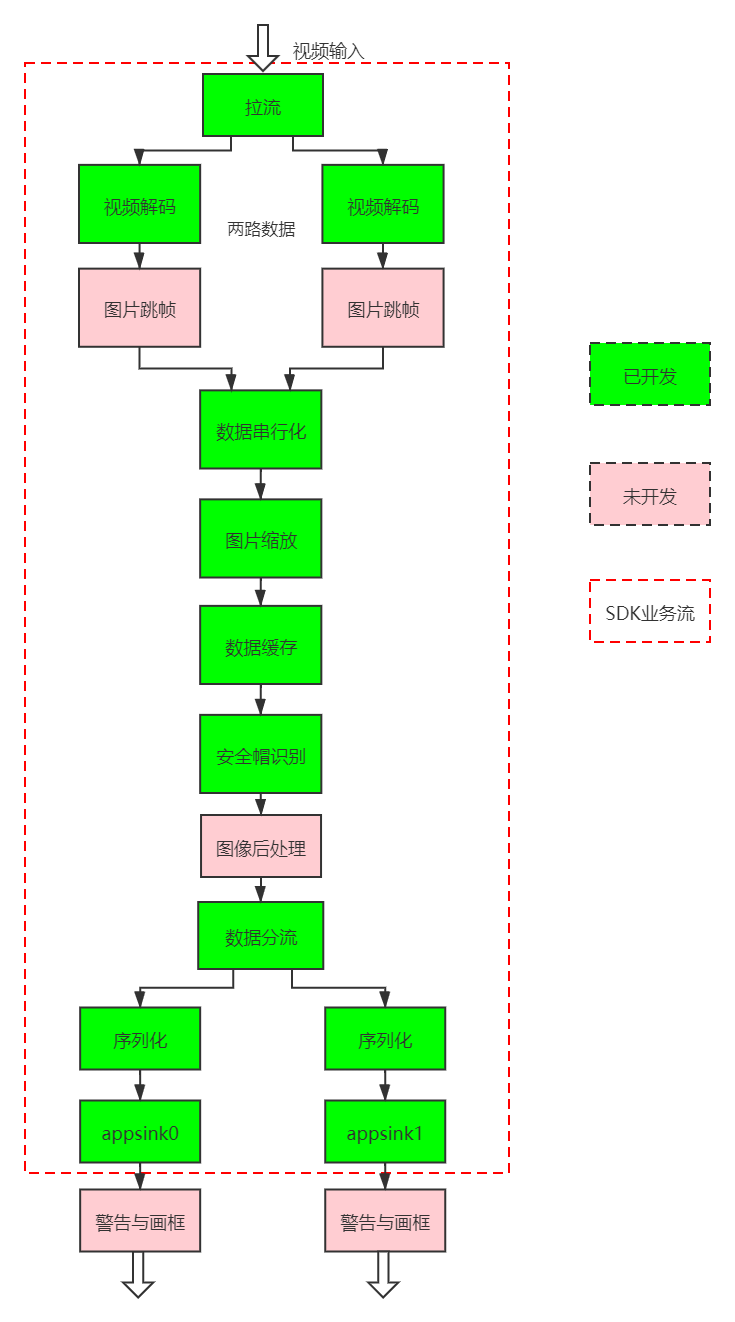 视频输入
拉流
视频解码
视频解码
两路数据
图片跳帧
图片跳帧
数据串行化
图片缩放
数据缓存
安全帽识别
图像后处理
数据分流
序列化
序列化
appsink0
appsink1
警告与画框
警告与画框
已开发
未开发
SDK业务流